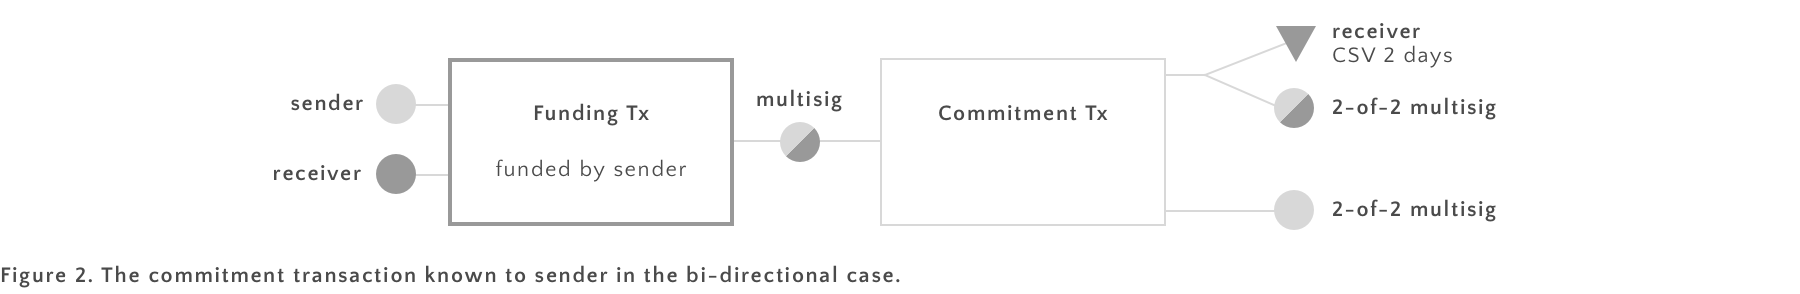 sender
receiver
Funding Tx
funded by sender
multisig
Commitment Tx
receiver
CSV 2 days
2-of-2 multisig
2-of-2 multisig
Figure 2. The commitment transaction known to sender in the bi-directional case.